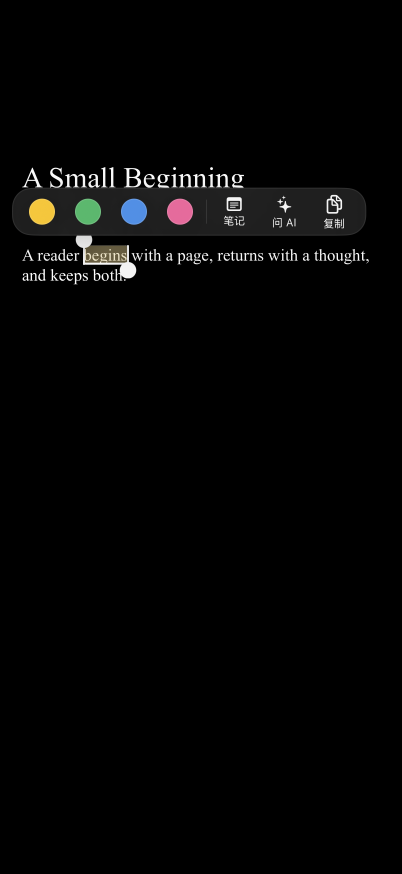 A Small Beginning
笔记
问 AI
复制
A reader begins with a page, returns with a thought,
and keeps both.